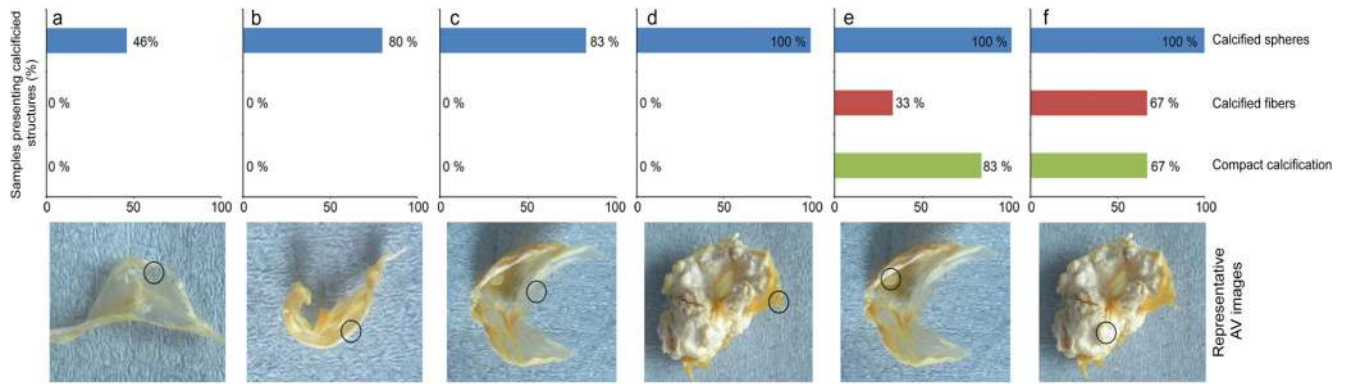 a b c d e f
Samples presenting calcificied
structures (%)
46% 80 % 83 % 100 % 100 % 100 % Calcified spheres
0 % 0 % 0 % 0 % 33 % 67 % Calcified fibers
0 % 0 % 0 % 0 % 83 % 67 % Compact calcification
0 50 100 0 50 100 0 50 100 0 50 100 0 50 100 0 50 100
Representative
AV images